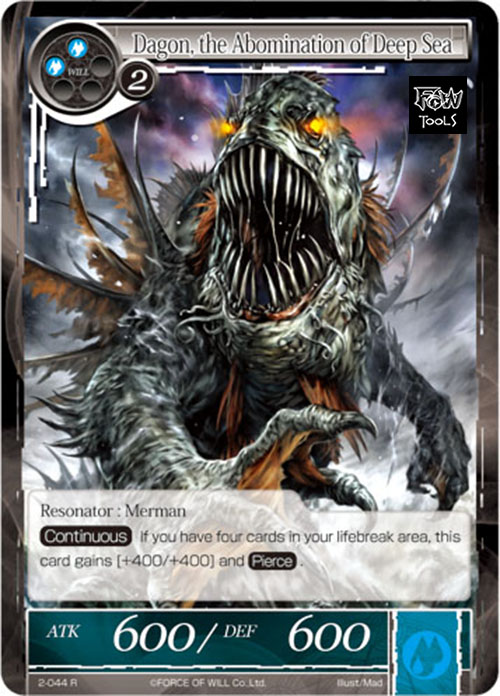 Dagon, the Abomination of Deep Sea
WILL
2
FOW
TOOLS
Resonator : Merman
Continuous If you have four cards in your lifebreak area, this
card gains [+400/+400] and Pierce .
ATK 600 / DEF 600
2-044 R ©FORCE OF WILL Co.,Ltd. Illust/Mad